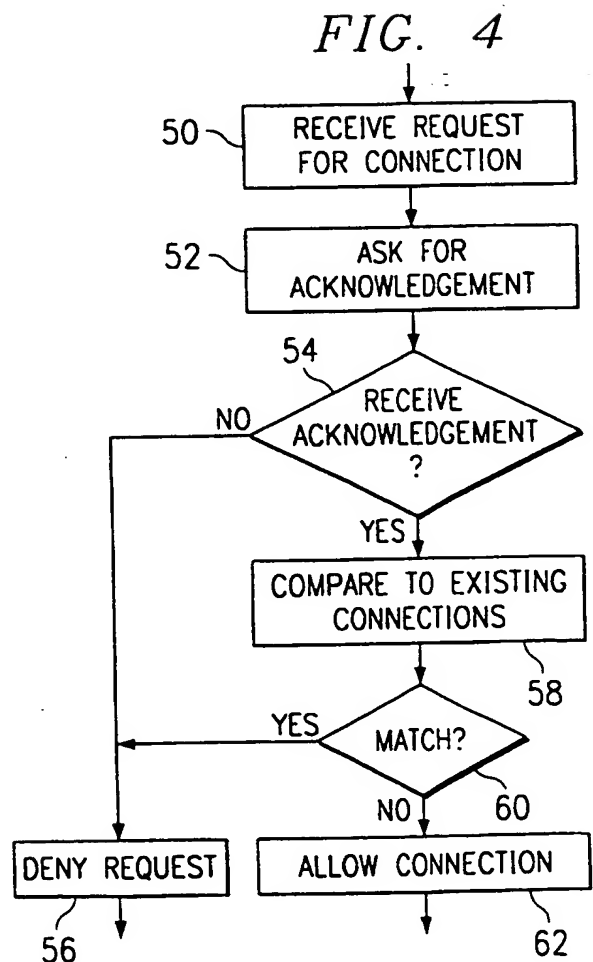 FIG. 4
50
RECEIVE REQUEST
FOR CONNECTION
52
ASK FOR
ACKNOWLEDGEMENT
54
RECEIVE
ACKNOWLEDGEMENT
?
NO
YES
COMPARE TO EXISTING
CONNECTIONS
58
YES
MATCH?
60
NO
DENY REQUEST
56
ALLOW CONNECTION
62